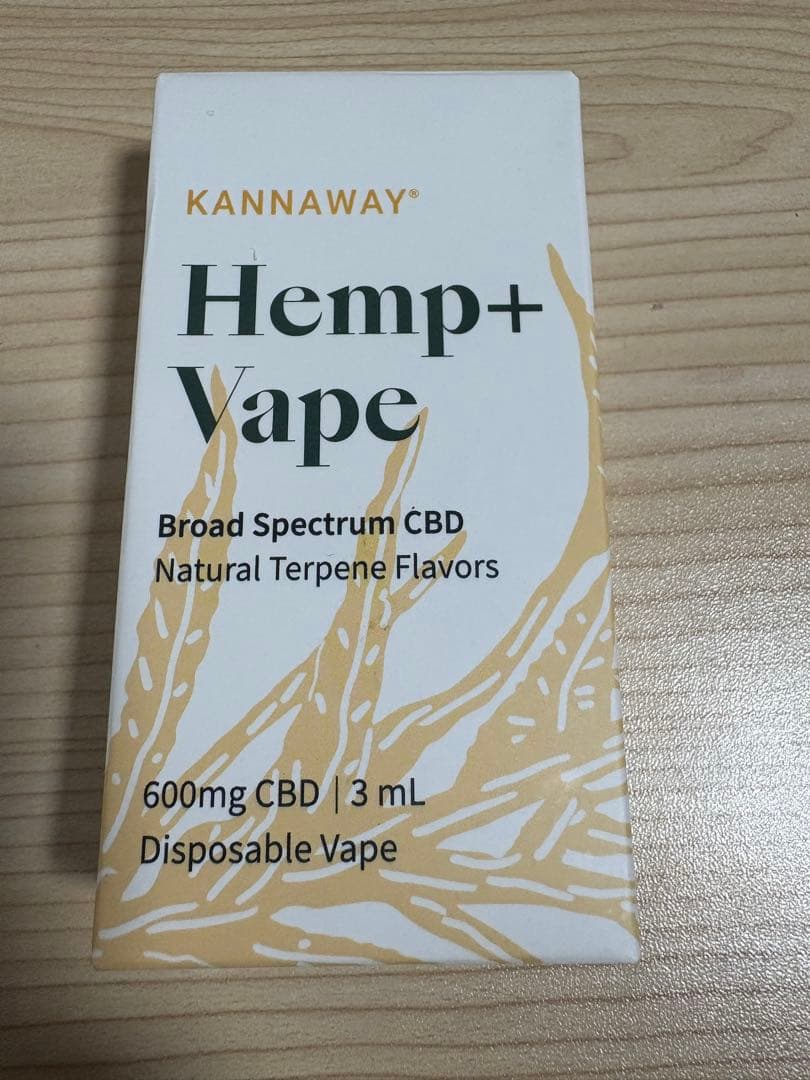 KANNAWAY®
Hemp+
Vape
Broad Spectrum CBD
Natural Terpene Flavors
600mg CBD | 3 mL
Disposable Vape